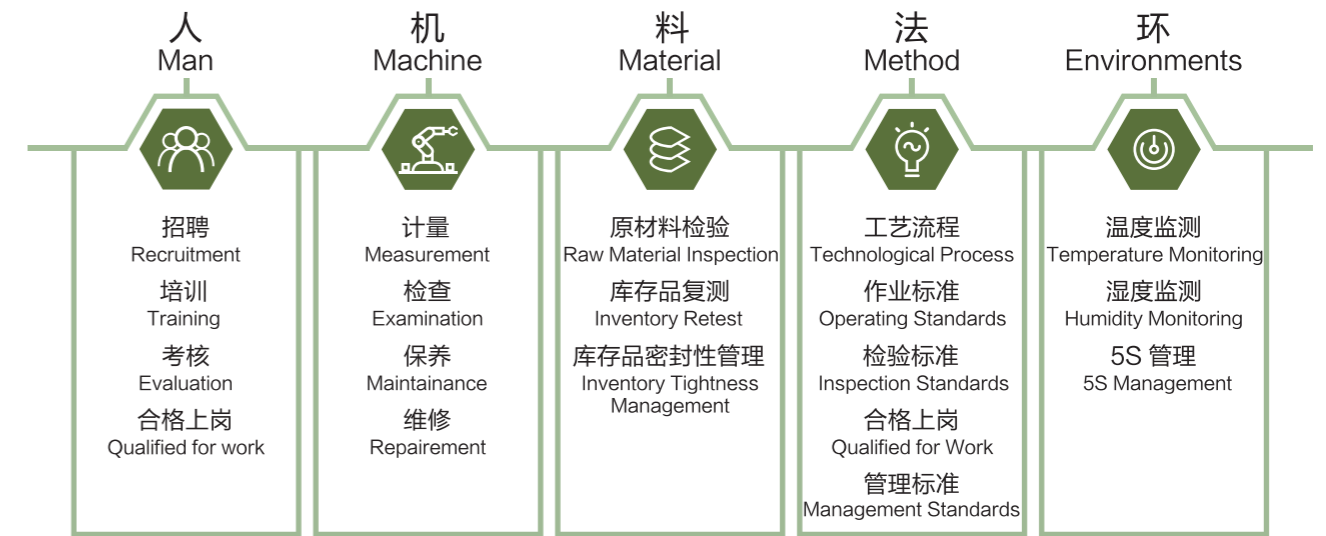 人
Man
招聘
Recruitment
培训
Training
考核
Evaluation
合格上岗
Qualified for work
机
Machine
计量
Measurement
检查
Examination
保养
Maintainance
维修
Repairement
料
Material
原材料检验
Raw Material Inspection
库存品复测
Inventory Retest
库存品密封性管理
Inventory Tightness
Management
法
Method
工艺流程
Technological Process
作业标准
Operating Standards
检验标准
Inspection Standards
合格上岗
Qualified for Work
管理标准
Management Standards
环
Environments
温度监测
Temperature Monitoring
湿度监测
Humidity Monitoring
5S 管理
5S Management